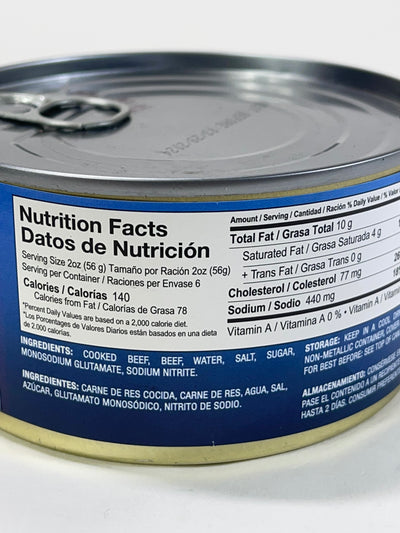 Nutrition Facts
Datos de Nutrición
Serving Size 2oz (56 g) Tamaño por Ración 2oz (56g)
Serving per Container / Raciones per Envase 6
Calories / Calorías 140
Calories from Fat / Calorías de Grasa 78
*Percent Daily Values are based on a 2,000 calorie diet.
*Los Porcentajes de Valores Diarios están basados en una dieta
de 2,000 calorias.
Amount / Serving / Cantidad / Ración % Daily Value / % Valor
Total Fat / Grasa Total 10 g
Saturated Fat / Grasa Saturada 4 g
+ Trans Fat / Grasa Trans 0 g
Cholesterol / Colesterol 77 mg
Sodium / Sodio 440 mg
Vitamin A / Vitamina A 0 % • Vitamin A / Vitamina
INGREDIENTS: COOKED BEEF, BEEF, WATER, SALT, SUGAR,
MONOSODIUM GLUTAMATE, SODIUM NITRITE.
INGREDIENTES: CARNE DE RES COCIDA, CARNE DE RES, AGUA, SAL,
AZÚCAR, GLUTAMATO MONOSÓDICO, NITRITO DE SODIO.
STORAGE: KEEP IN A COOL
NON-METALLIC CONTAINER,
FOR BEST BEFORE: SEE TOP OF
ALMACENAMIENTO:
PASE EL CONTENIDO A UN
HASTA 2 DÍAS. CONSUMIR